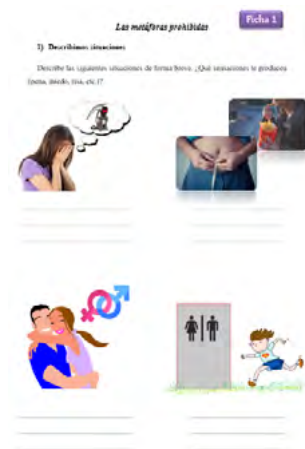 Ficha 1
Las metáforas prohibidas
1) Describimos situaciones
Describe las siguientes situaciones de forma breve. ¿Qué sensaciones te producen
(pena, miedo, risa, etc.)?